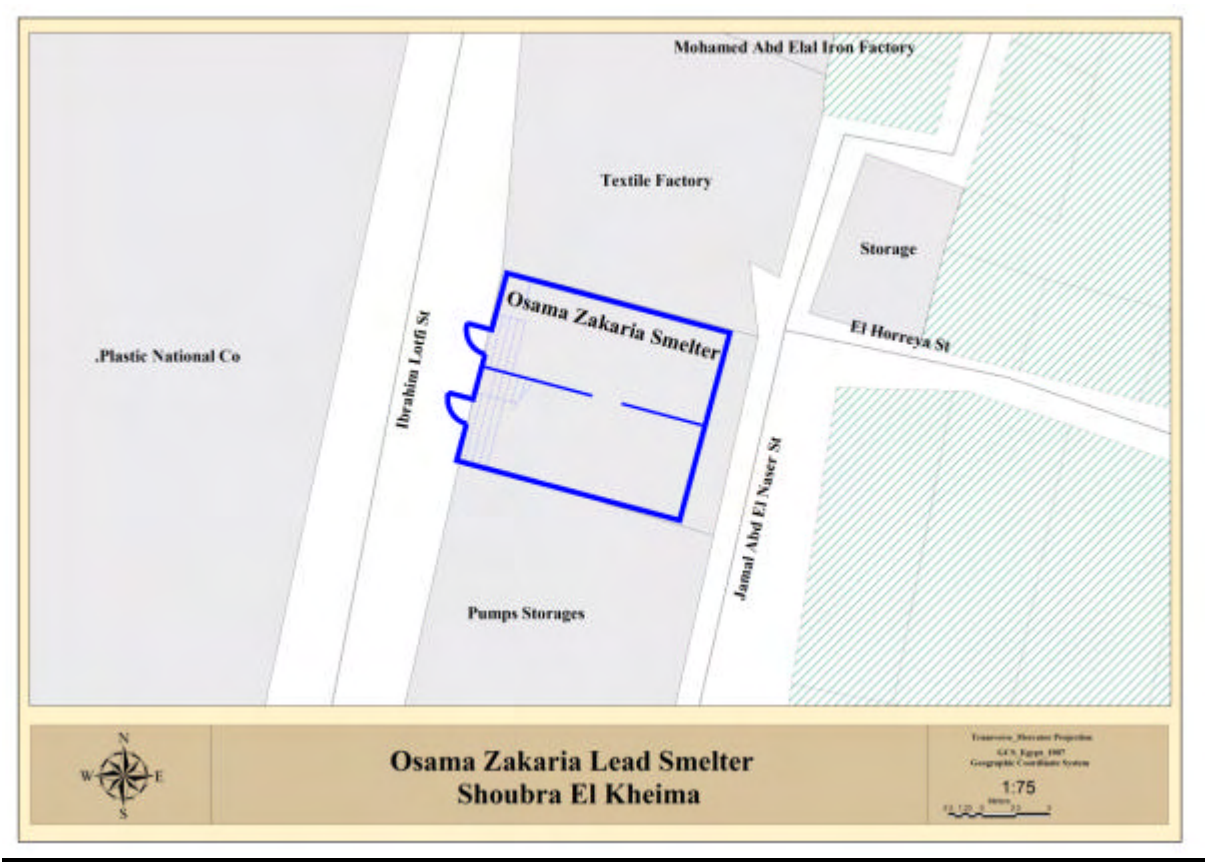 Mohamed Abd Elal Iron Factory
Textile Factory
Storage
Osama Zakaria Smelter
El Horreya St
.Plastic National Co
Ibrahim Lotfi St
Jamal Abd El Naser St
Pumps Storages
N
W
E
S
Osama Zakaria Lead Smelter
Shoubra El Kheima
Transverse_Mercator Projection
GCS_Egypt_1907
Geographic Coordinate System
1:75
Meters